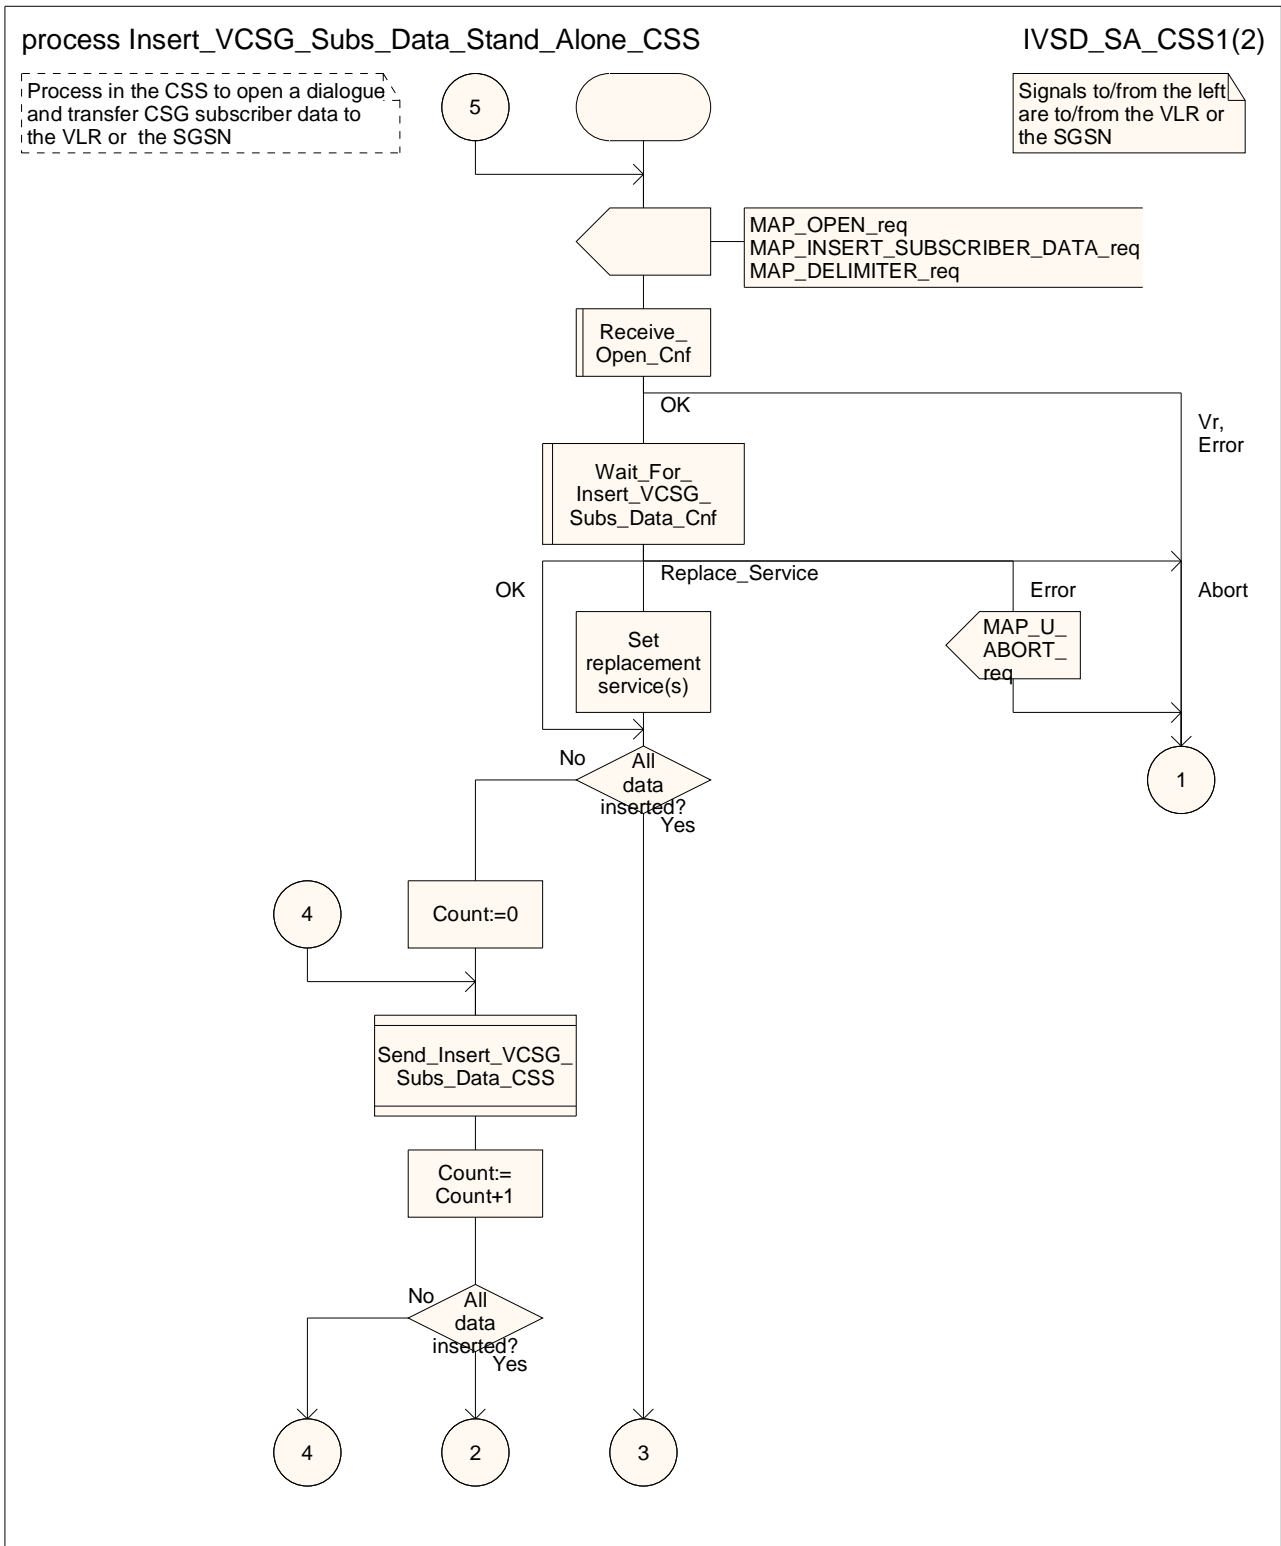 process Insert_VCSG_Subs_Data_Stand_Alone_CSS
IVSD_SA_CSS1(2)
Process in the CSS to open a dialogue
and transfer CSG subscriber data to
the VLR or  the SGSN
5
Signals to/from the left
are to/from the VLR or
the SGSN
MAP_OPEN_req
MAP_INSERT_SUBSCRIBER_DATA_req
MAP_DELIMITER_req
Receive_
Open_Cnf
OK
Vr,
Error
Wait_For_
Insert_VCSG_
Subs_Data_Cnf
OK
Replace_Service
Error
Abort
Set
replacement
service(s)
MAP_U_
ABORT_
req
No
All
data
inserted?
Yes
1
4
Count:=0
Send_Insert_VCSG_
Subs_Data_CSS
Count:=
Count+1
No
All
data
inserted?
Yes
4
2
3